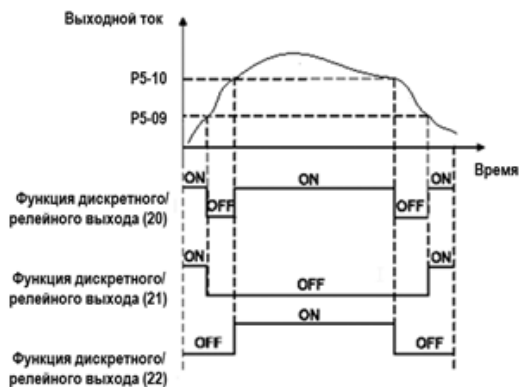 Выходной ток
P5-10
P5-09
Время
ON
ON
ON
Функция дискретного/
релейного выхода (20)
OFF
OFF
ON
ON
Функция дискретного/
релейного выхода (21)
OFF
ON
OFF
OFF
Функция дискретного/
релейного выхода (22)